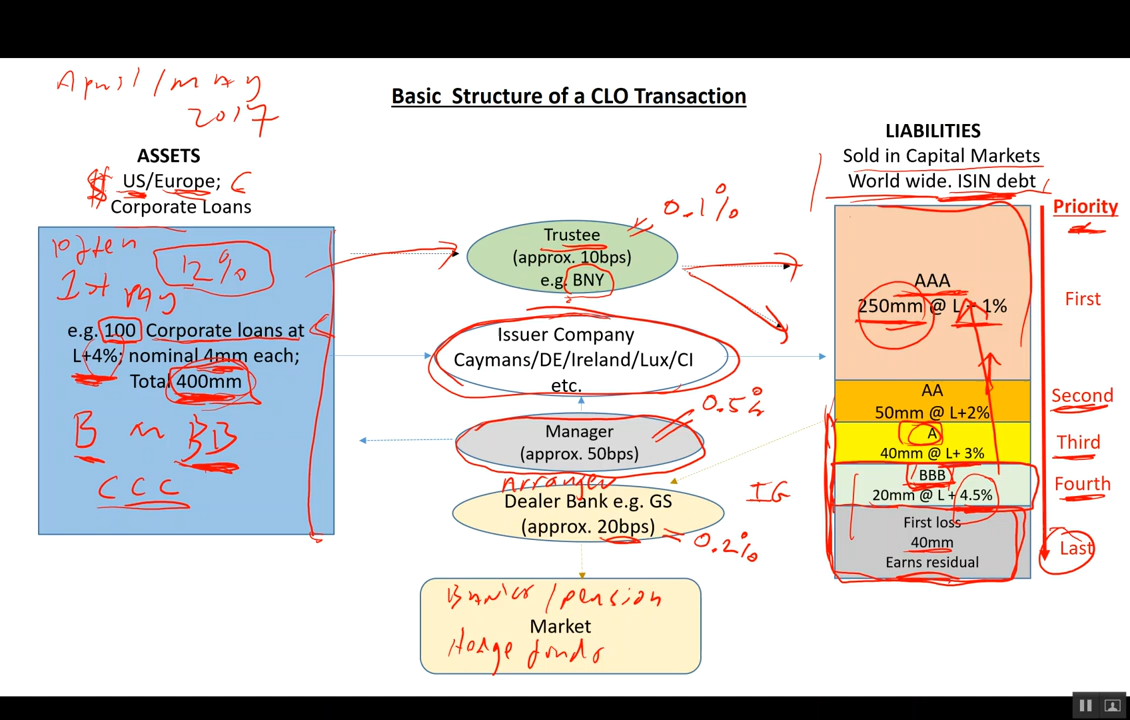 April / may
2017
Basic Structure of a CLO Transaction
ASSETS
$ US/Europe; €
Corporate Loans
1st pay
12%
e.g. 100 Corporate loans at
L+4%; nominal 4mm each;
Total 400mm
B ~ BB
CCC
Trustee
(approx. 10bps)
e.g. BNY
0.1%
Issuer Company
Caymans/DE/Ireland/Lux/CI
etc.
Manager
(approx. 50bps)
0.5%
Arranger
Dealer Bank e.g. GS
(approx. 20bps)
0.2%
Banks / pension
Market
Hedge funds
IG
LIABILITIES
Sold in Capital Markets
World wide. ISIN debt
Priority
AAA
250mm @ L + 1%
First
AA
50mm @ L+2%
Second
A
40mm @ L+ 3%
Third
BBB
20mm @ L + 4.5%
Fourth
First loss
40mm
Earns residual
Last